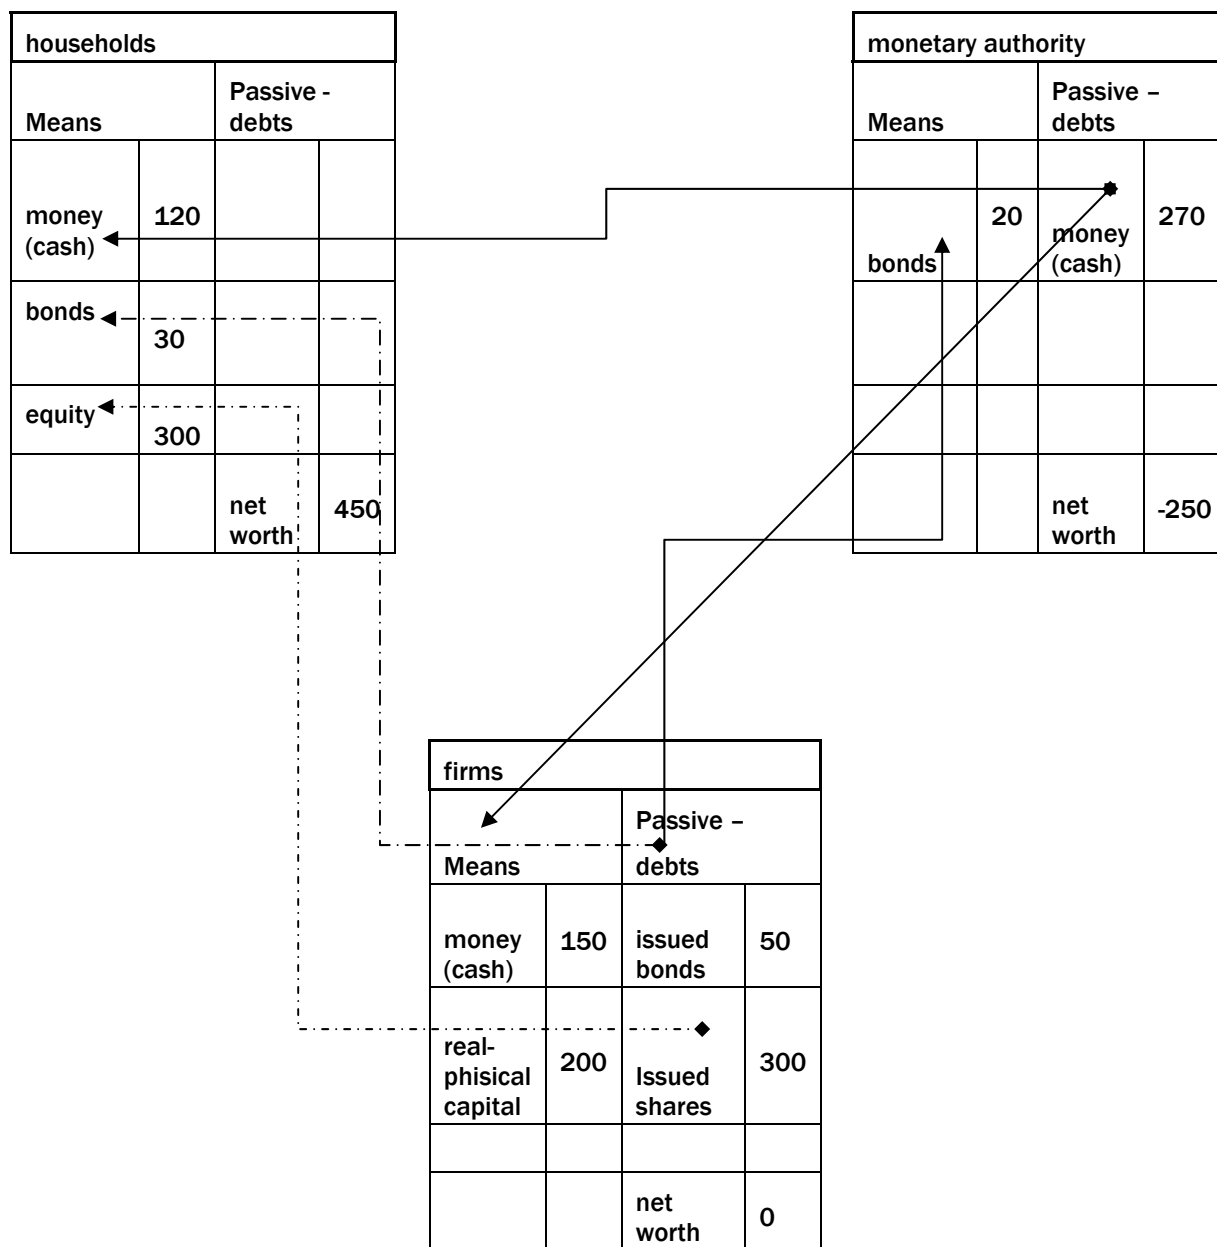 households
Means
Passive -
debts
money
(cash)
120
bonds
30
equity
300
net
worth
450
monetary authority
Means
Passive –
debts
bonds
20
money
(cash)
270
net
worth
-250
firms
Means
Passive –
debts
money
(cash)
150
issued
bonds
50
real-
phisical
capital
200
Issued
shares
300
net
worth
0